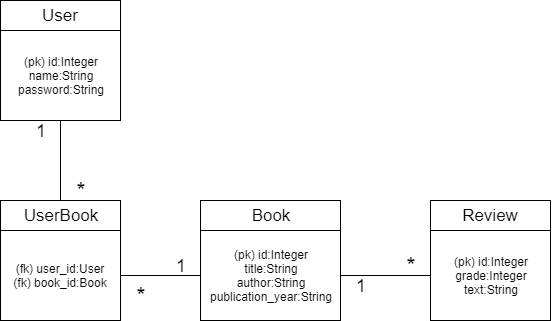 User
(pk) id:Integer
name:String
password:String
1
*
UserBook
(fk) user_id:User
(fk) book_id:Book
1
*
Book
(pk) id:Integer
title:String
author:String
publication_year:String
*
1
Review
(pk) id:Integer
grade:Integer
text:String